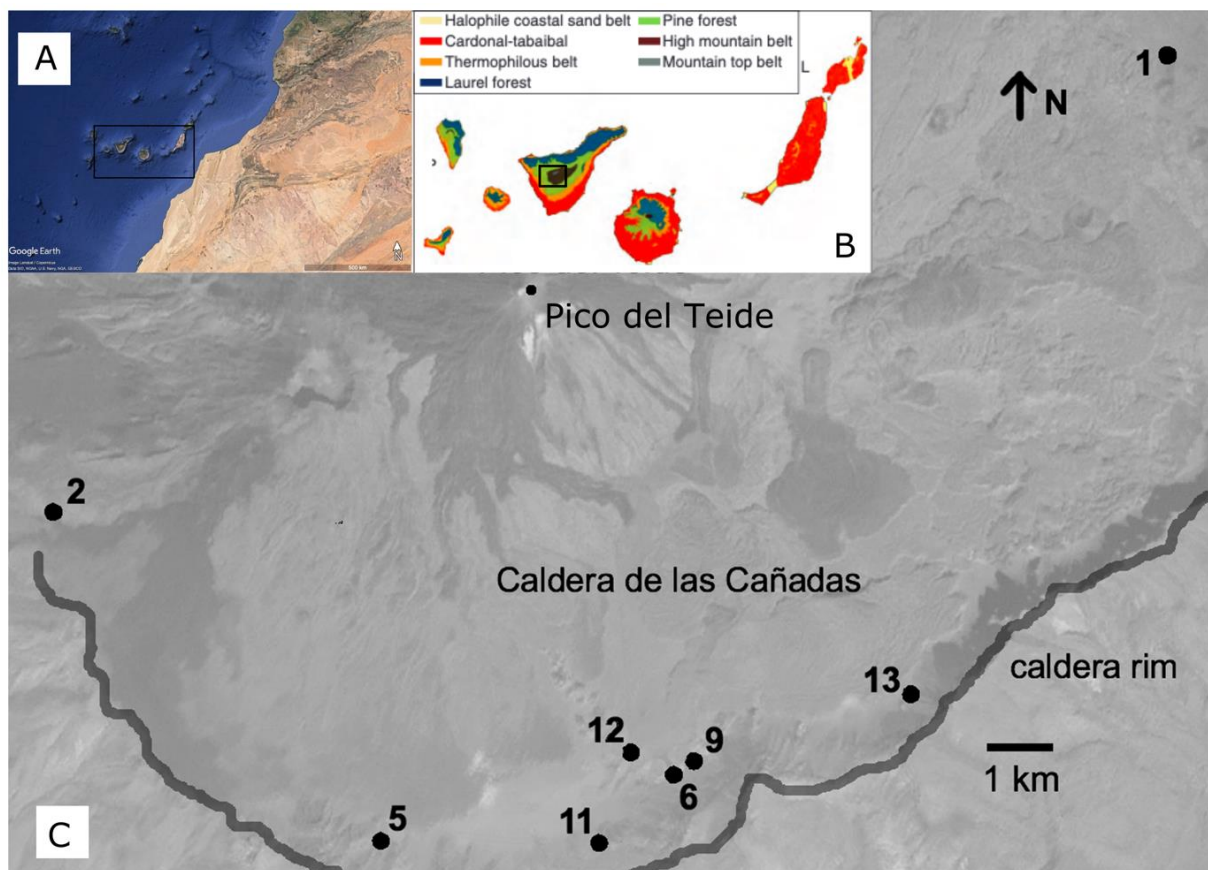 A
Google Earth
N
500 km
Halophile coastal sand belt
Cardonal-tabaibal
Thermophilous belt
Laurel forest
Pine forest
High mountain belt
Mountain top belt
L
B
N
1
Pico del Teide
2
Caldera de las Cañadas
caldera rim
13
1 km
12
9
6
5
11
C